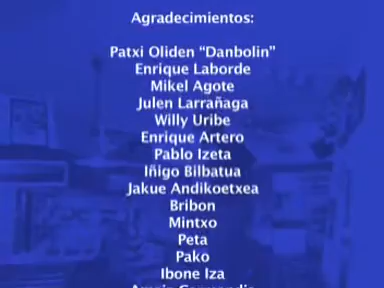 Agradecimientos:
Patxi Oliden “Danbolin”
Enrique Laborde
Mikel Agote
Julen Larrañaga
Willy Uribe
Enrique Artero
Pablo Izeta
Iñigo Bilbatua
Jakue Andikoetxea
Bribon
Mintxo
Peta
Pako
Ibone Iza